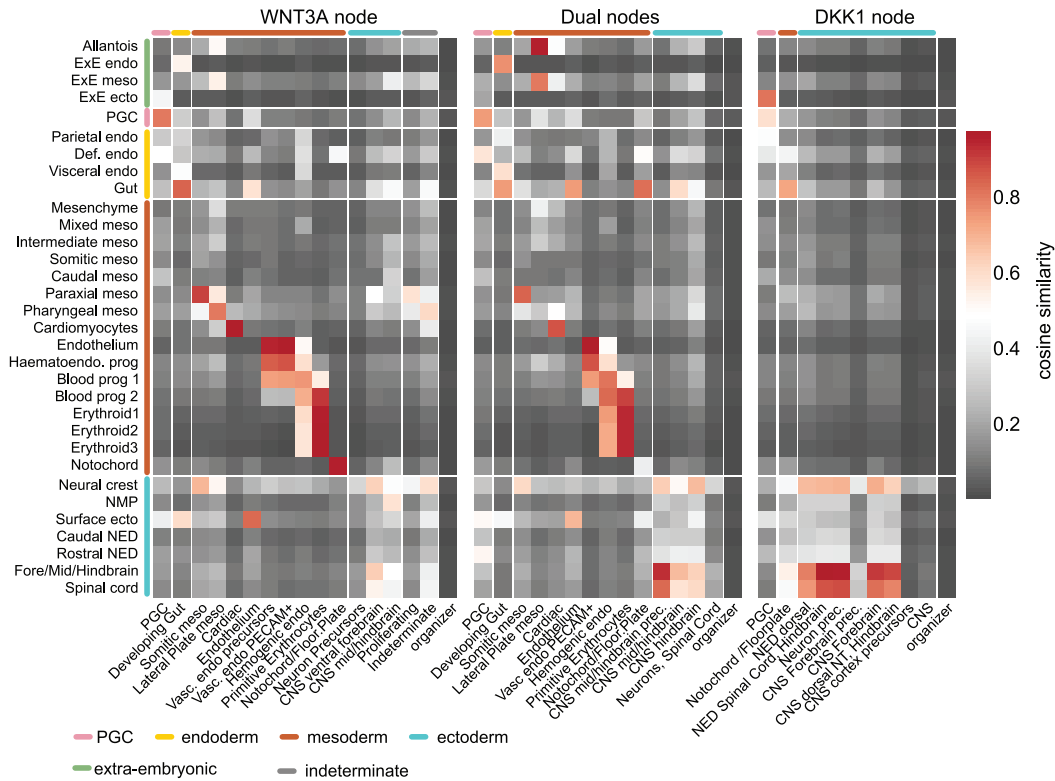 WNT3A node
Dual nodes
DKK1 node
Allantois
ExE endo
ExE meso
ExE ecto
PGC
Parietal endo
Def. endo
Visceral endo
Gut
Mesenchyme
Mixed meso
Intermediate meso
Somitic meso
Caudal meso
Paraxial meso
Pharyngeal meso
Cardiomyocytes
Endothelium
Haematoendo. prog
Blood prog 1
Blood prog 2
Erythroid1
Erythroid2
Erythroid3
Notochord
Neural crest
NMP
Surface ecto
Caudal NED
Rostral NED
Fore/Mid/Hindbrain
Spinal cord
0.8
0.6
0.4
0.2
cosine similarity
PGC
Developing Gut
Somitic meso
Lateral Plate meso
Cardiac
Endothelium
Vasc. endo precursors
Vasc. endo PECAM+
Hemogenic endo
Primitive Erythrocytes
Notochord/Floor.Plate
Neuron Precursors
CNS ventral forebrain
CNS mid/hindbrain
Proliferating
Indeterminate
organizer
PGC
Developing Gut
Somitic meso
Lateral Plate meso
Cardiac
Endothelium
Vasc endo PECAM+
Hemogenic endo
Primitive Erythrocytes
Notochord/Floor.Plate
CNS mid/hindbrain prec.
CNS mid/hindbrain
CNS hindbrain
Neurons, Spinal Cord
organizer
PGC
Notochord /Floorplate
NED dorsal
NED Spinal Cord, Hindbrain
Neuron prec.
CNS Forebrain prec.
CNS Forebrain
CNS dorsal NT, Hindbrain
CNS cortex precursors
CNS
organizer
PGC
endoderm
mesoderm
ectoderm
extra-embryonic
indeterminate